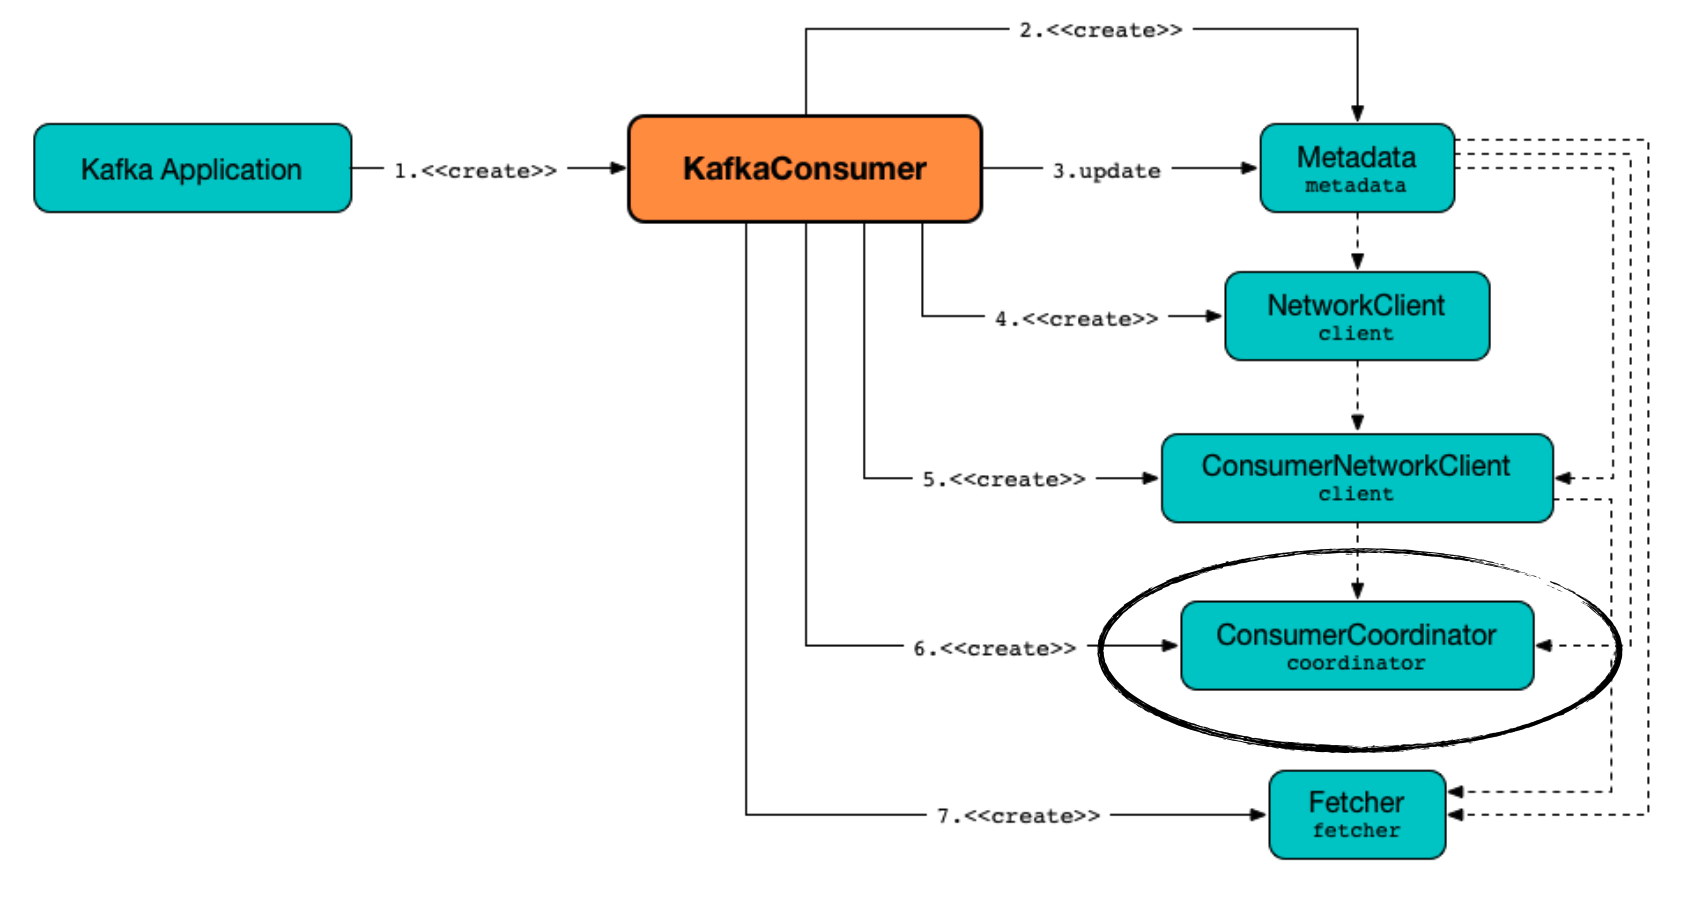 2.<<create>>
Kafka Application
1.<<create>>
KafkaConsumer
3.update
Metadata
metadata
4.<<create>>
NetworkClient
client
5.<<create>>
ConsumerNetworkClient
client
6.<<create>>
ConsumerCoordinator
coordinator
7.<<create>>
Fetcher
fetcher